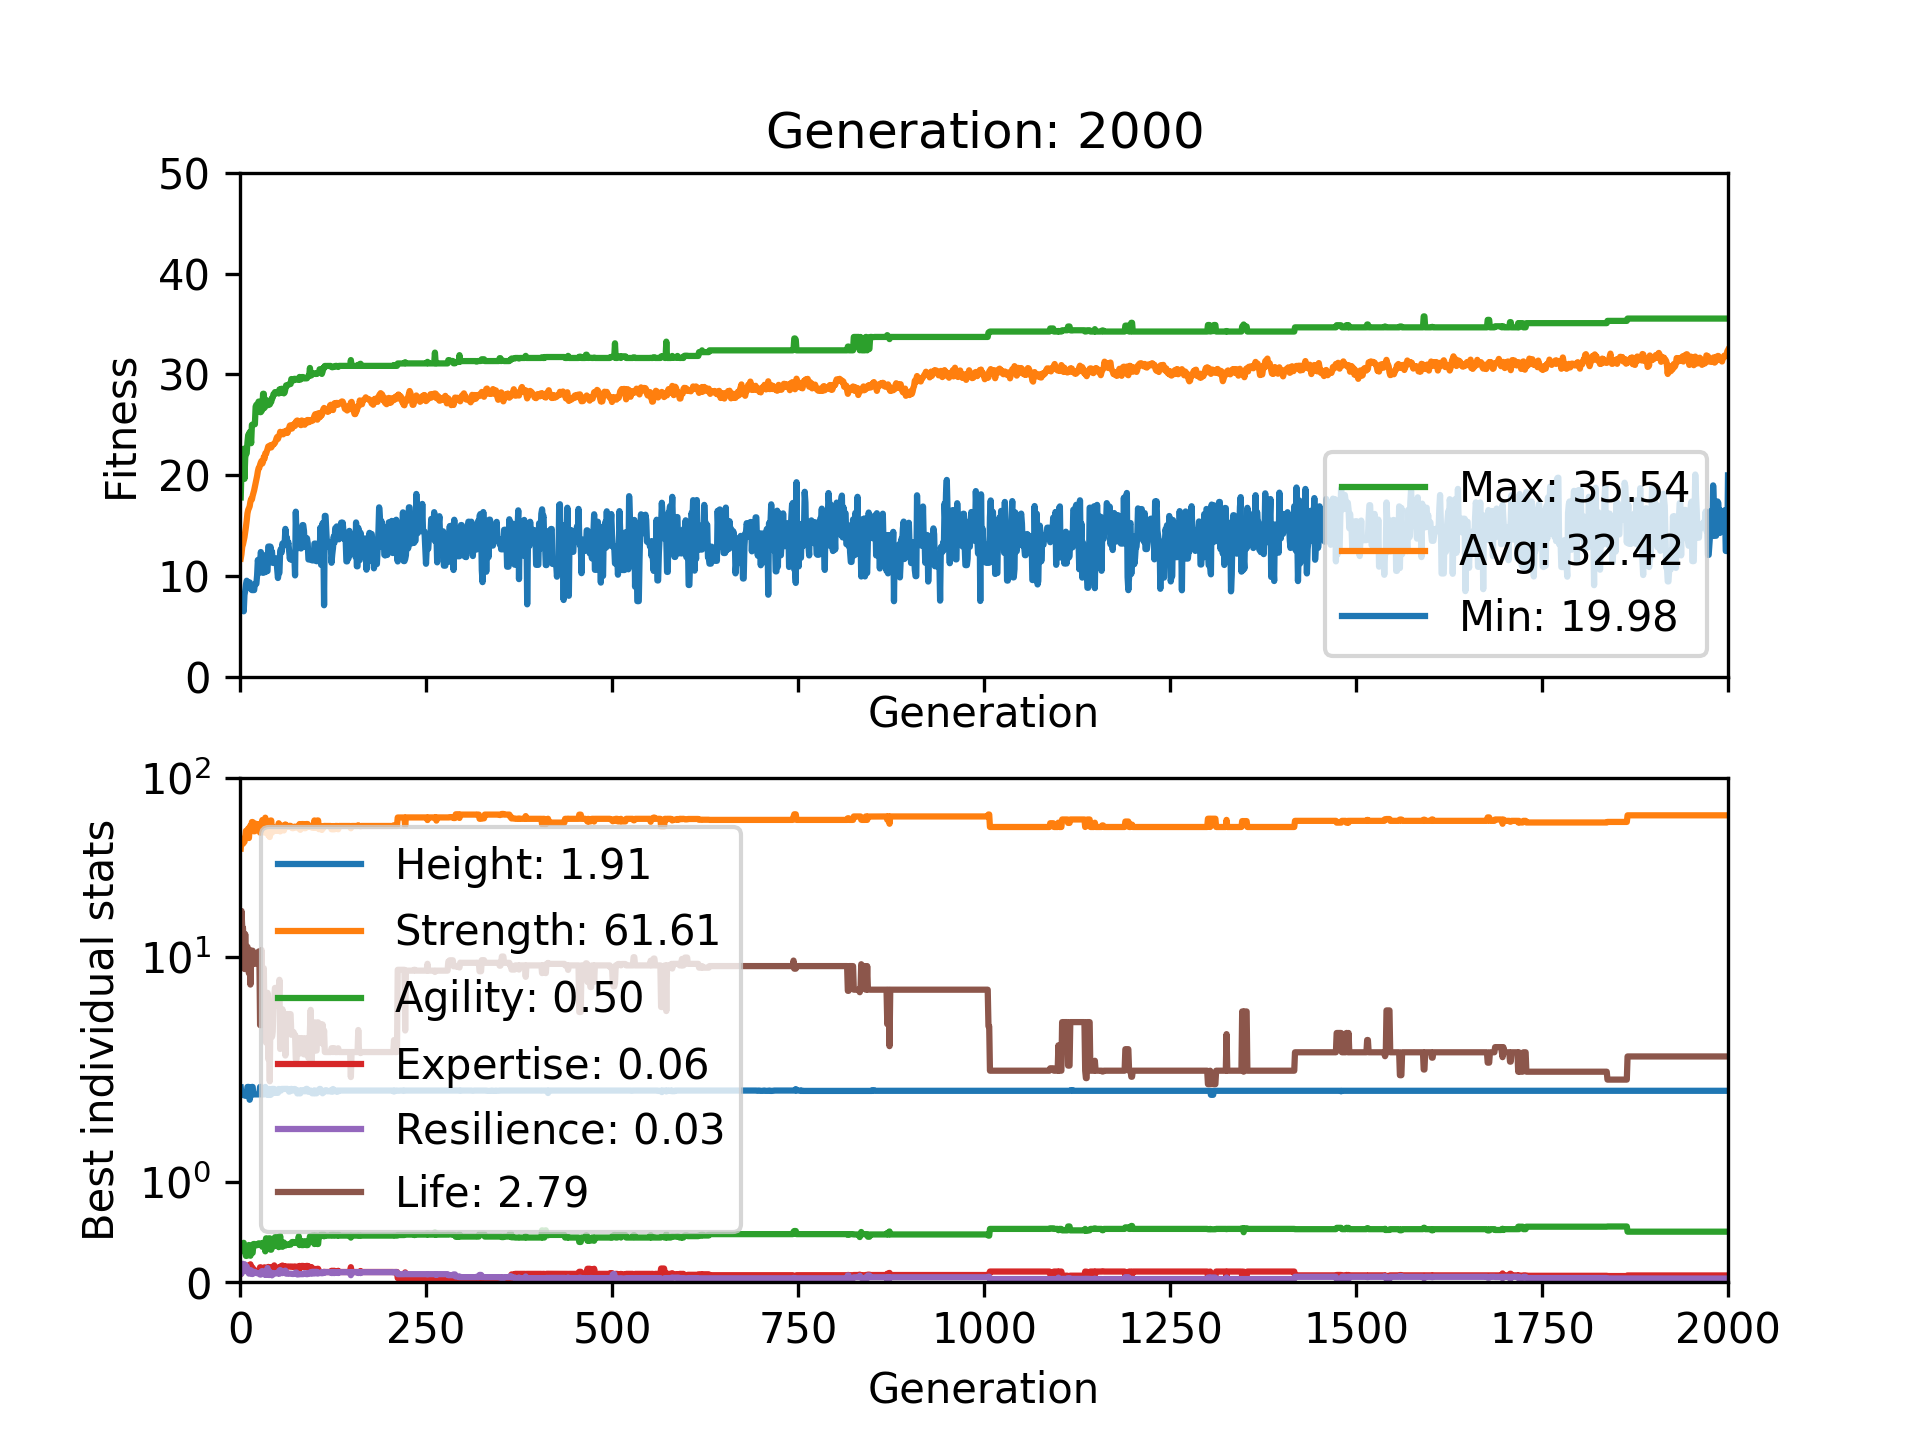 Generation: 2000
Fitness
50
40
30
20
10
0
Max: 35.54
Avg: 32.42
Min: 19.98
Generation
Best individual stats
10²
10¹
10⁰
0
Height: 1.91
Strength: 61.61
Agility: 0.50
Expertise: 0.06
Resilience: 0.03
Life: 2.79
0 250 500 750 1000 1250 1500 1750 2000
Generation